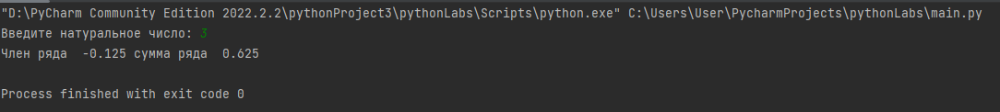 "D:\PyCharm Community Edition 2022.2.2\pythonProject3\pythonLabs\Scripts\python.exe" C:\Users\User\PycharmProjects\pythonLabs\main.py
Введите натуральное число: 3
Член ряда  -0.125 сумма ряда  0.625
Process finished with exit code 0